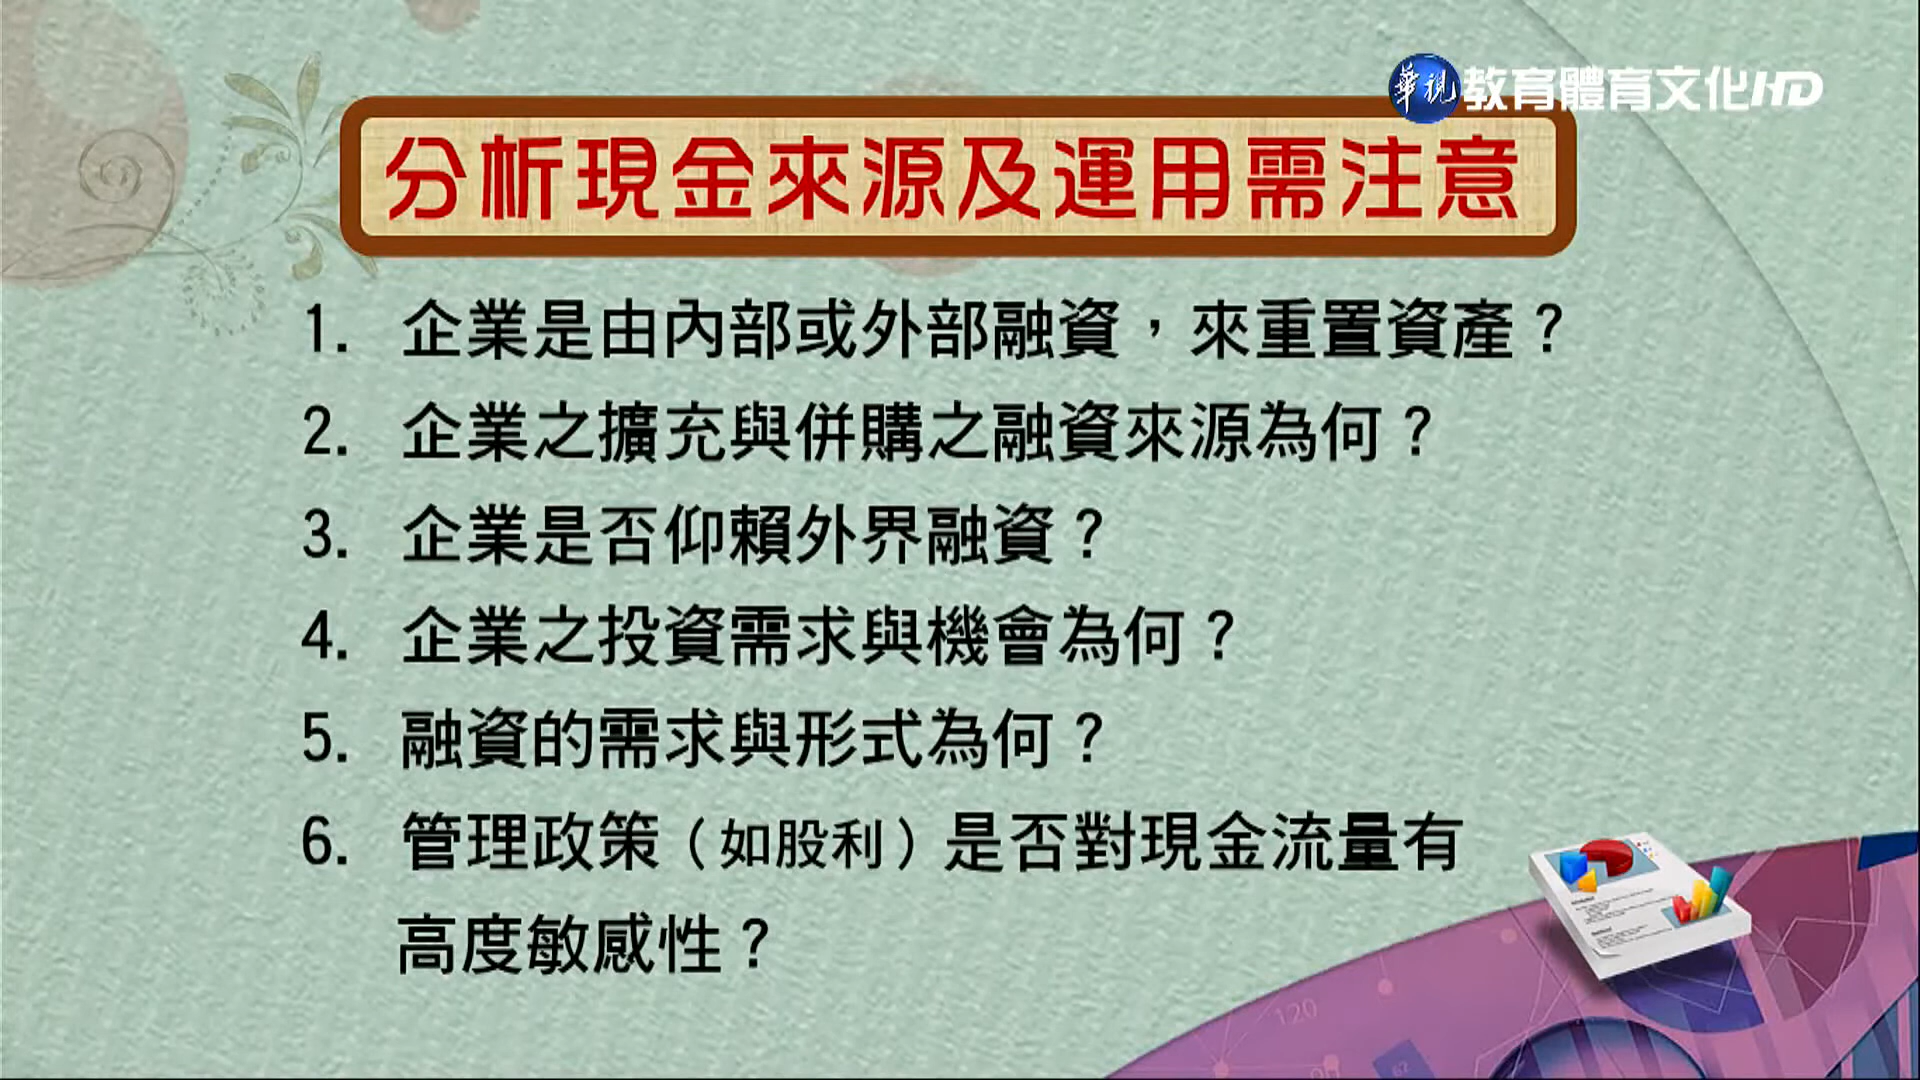 華視 教育體育文化HD
分析現金來源及運用需注意
1. 企業是由內部或外部融資，來重置資產？
2. 企業之擴充與併購之融資來源為何？
3. 企業是否仰賴外界融資？
4. 企業之投資需求與機會為何？
5. 融資的需求與形式為何？
6. 管理政策（如股利）是否對現金流量有
高度敏感性？
120